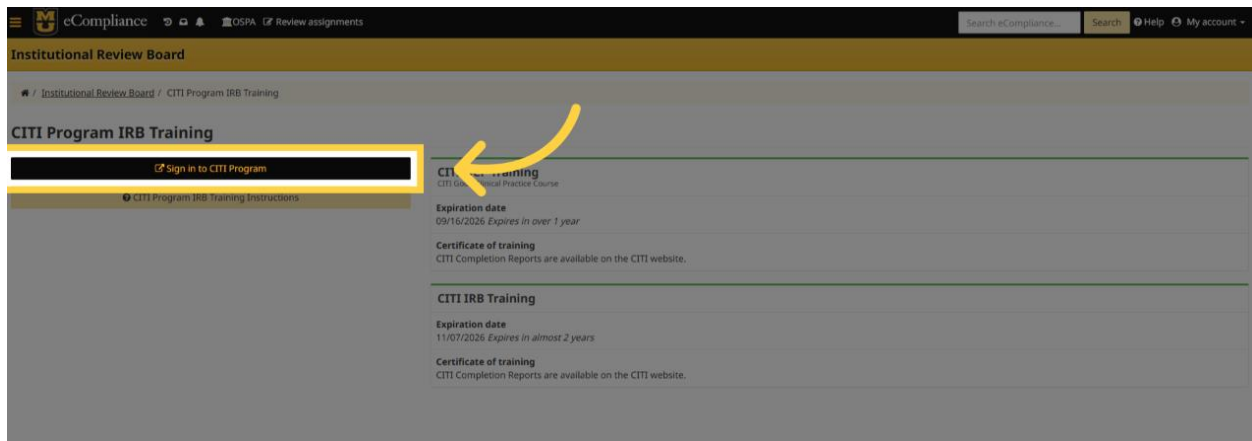 MU eCompliance OSPA Review assignments Search eCompliance... Search Help My account
Institutional Review Board
/ Institutional Review Board / CITI Program IRB Training
CITI Program IRB Training
Sign in to CITI Program
CITI Program IRB Training Instructions
Training
CITI Practice Course
Expiration date
09/16/2026 Expires in over 1 year
Certificate of training
CITI Completion Reports are available on the CITI website.
CITI IRB Training
Expiration date
11/07/2026 Expires in almost 2 years
Certificate of training
CITI Completion Reports are available on the CITI website.